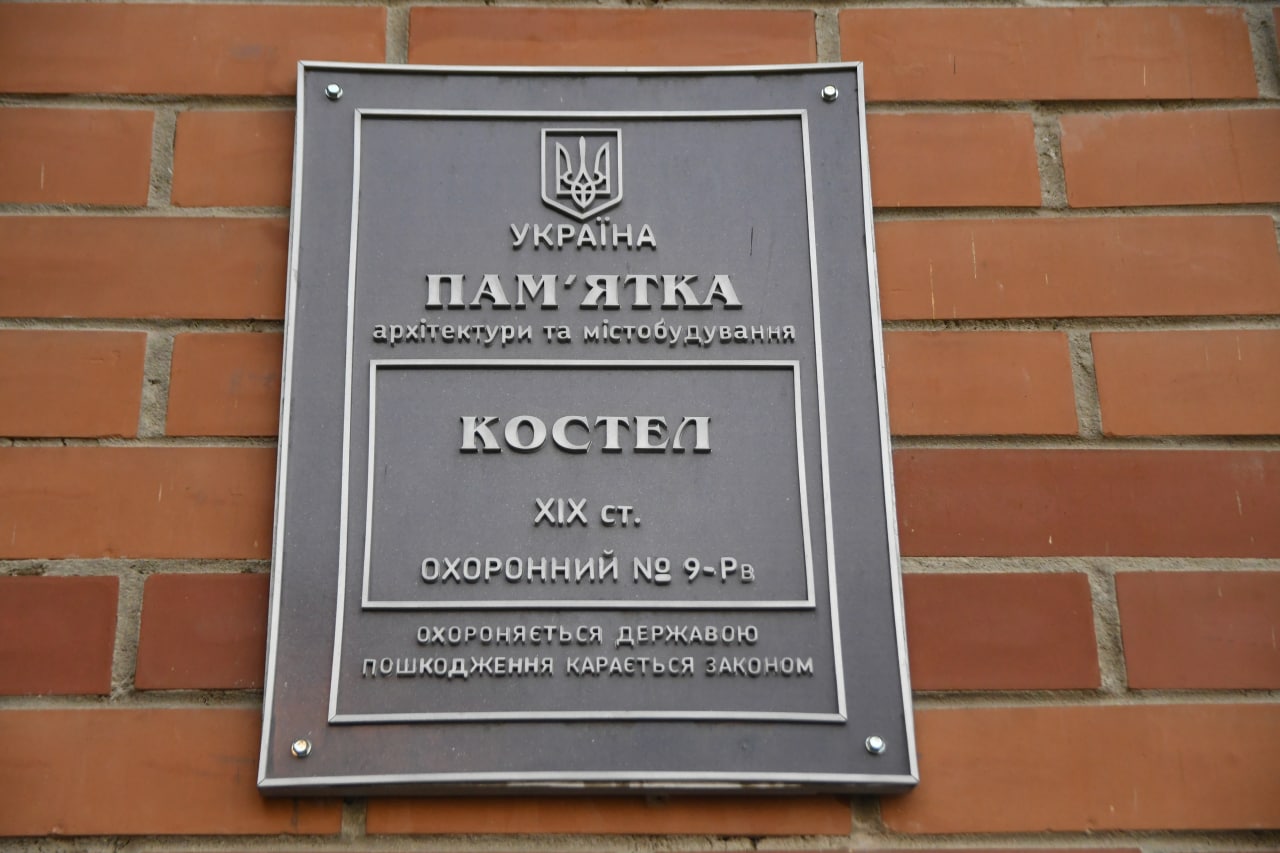 УКРАЇНА
ПАМ'ЯТКА
архітектури та містобудування
КОСТЕЛ
XIX ст.
ОХОРОННИЙ № 9-Рв
ОХОРОНЯЄТЬСЯ ДЕРЖАВОЮ
ПОШКОДЖЕННЯ КАРАЄТЬСЯ ЗАКОНОМ